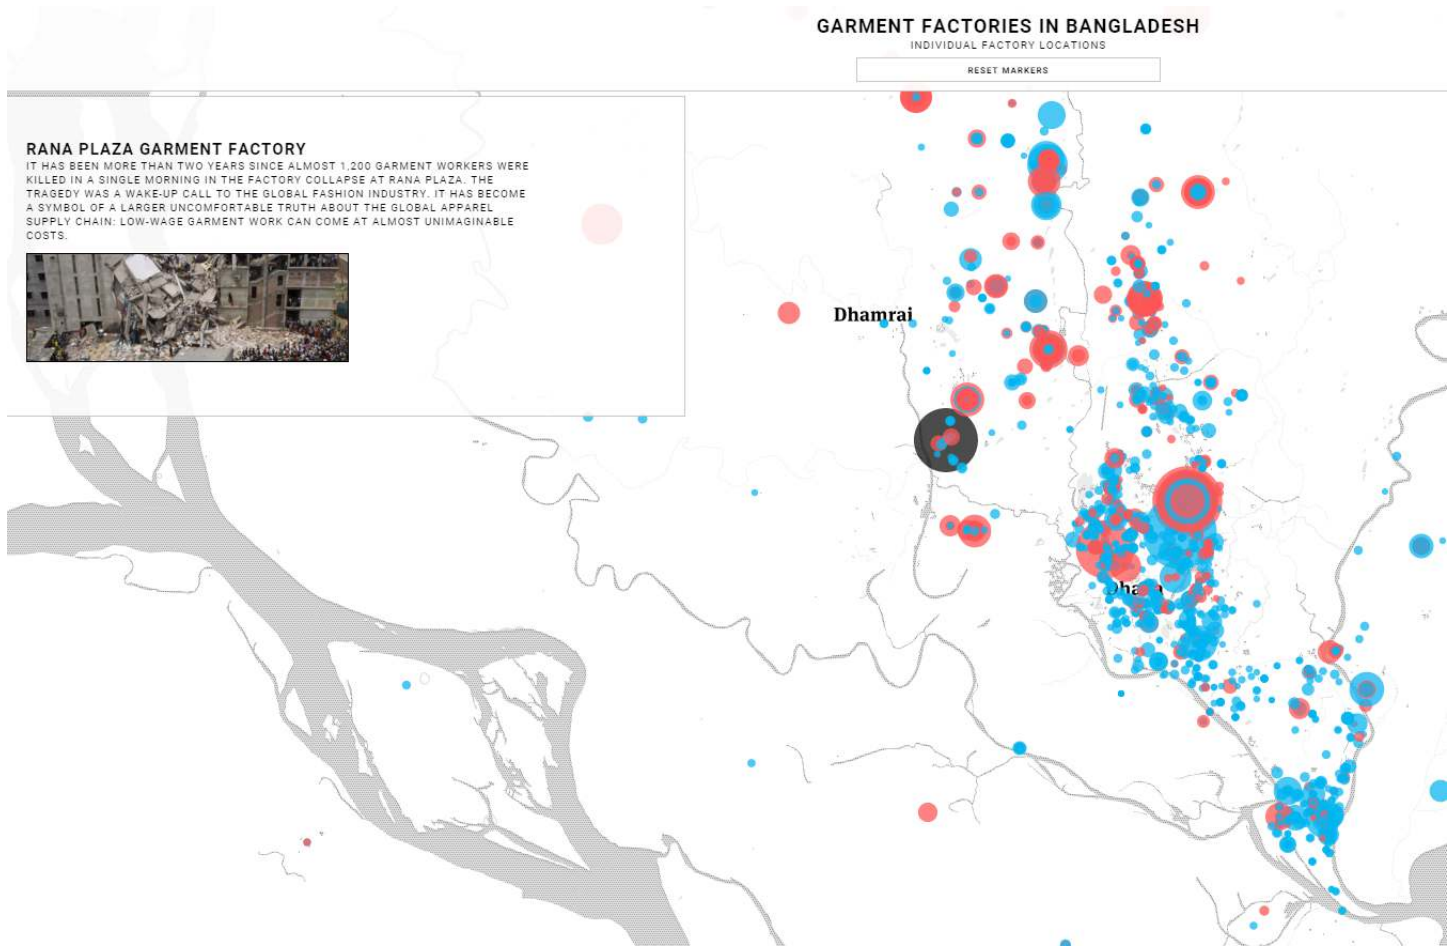 GARMENT FACTORIES IN BANGLADESH
INDIVIDUAL FACTORY LOCATIONS
RESET MARKERS
RANA PLAZA GARMENT FACTORY
IT HAS BEEN MORE THAN TWO YEARS SINCE ALMOST 1,200 GARMENT WORKERS WERE
KILLED IN A SINGLE MORNING IN THE FACTORY COLLAPSE AT RANA PLAZA. THE
TRAGEDY WAS A WAKE-UP CALL TO THE GLOBAL FASHION INDUSTRY. IT HAS BECOME
A SYMBOL OF A LARGER UNCOMFORTABLE TRUTH ABOUT THE GLOBAL APPAREL
SUPPLY CHAIN: LOW-WAGE GARMENT WORK CAN COME AT ALMOST UNIMAGINABLE
COSTS.
Dhamrai
Dhaka